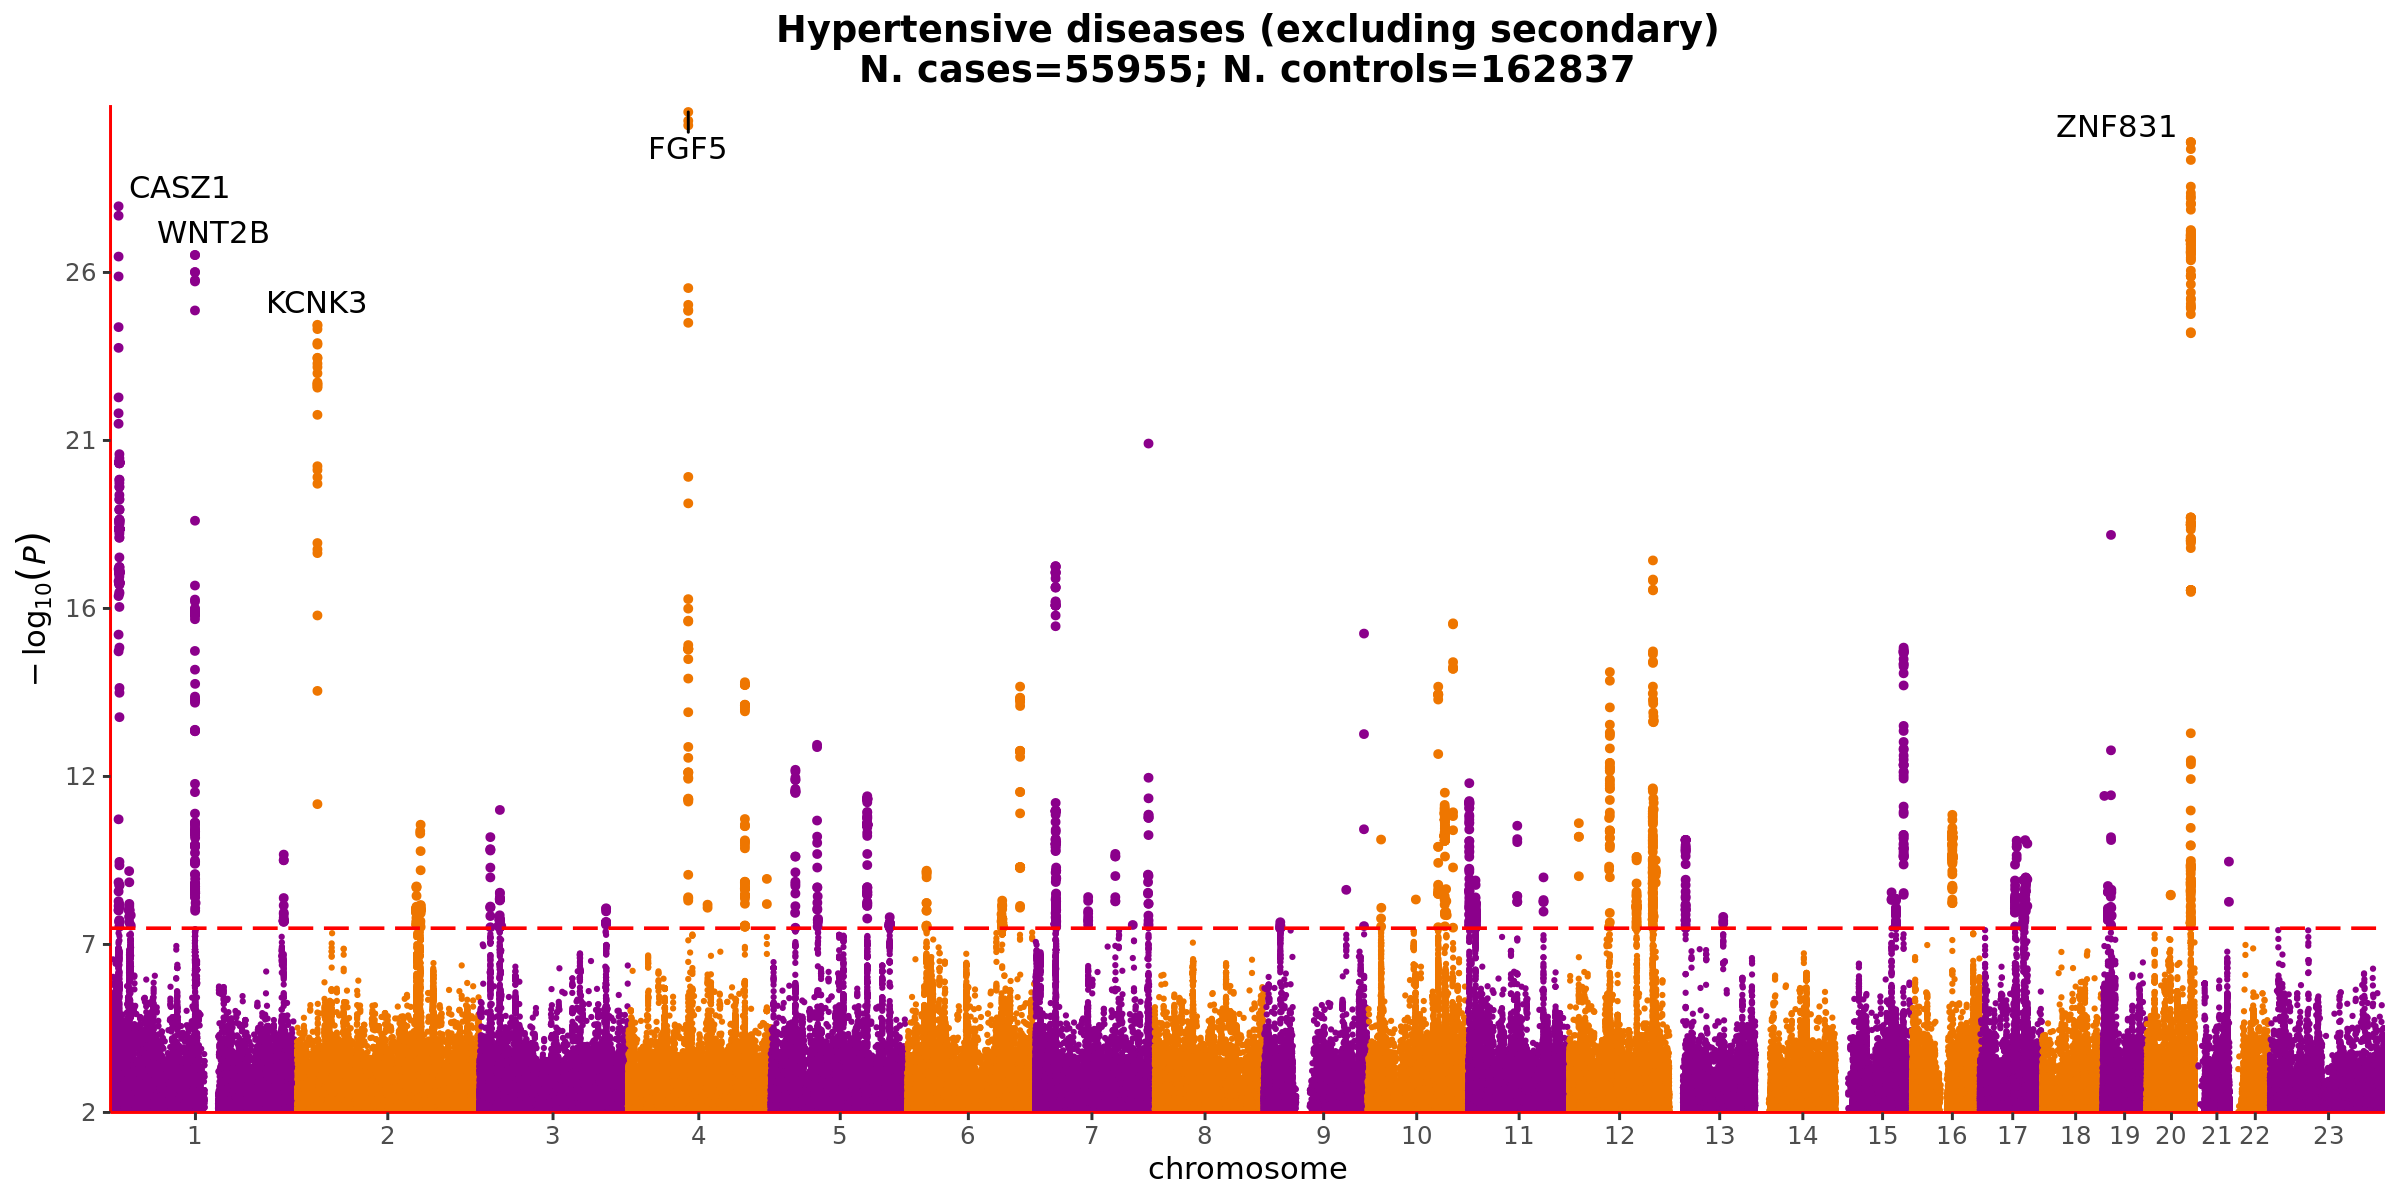 Hypertensive diseases (excluding secondary)
N. cases=55955; N. controls=162837
ZNF831
FGF5
CASZ1
WNT2B
KCNK3
26
21
16
12
7
2
−log10(P)
1 2 3 4 5 6 7 8 9 10 11 12 13 14 15 16 17 18 19 20 21 22 23
chromosome